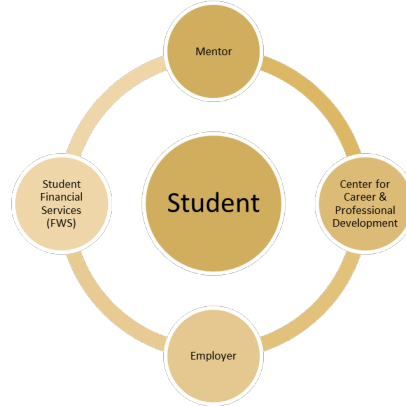 Mentor
Student
Financial
Services
(FWS)
Student
Center for
Career &
Professional
Development
Employer